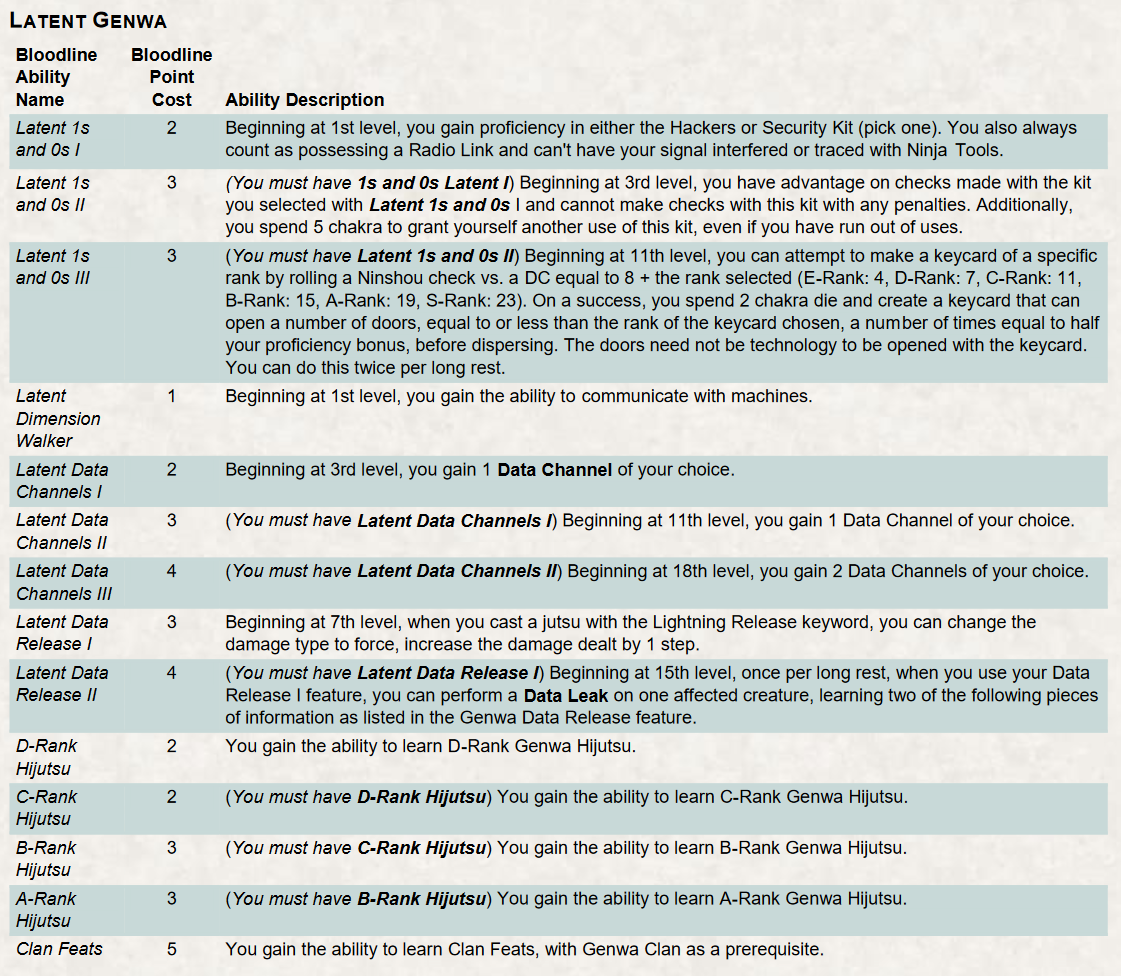 LATENT GENWA
Bloodline Ability Name Bloodline Point Cost Ability Description
Latent 1s and 0s I 2 Beginning at 1st level, you gain proficiency in either the Hackers or Security Kit (pick one). You also always
count as possessing a Radio Link and can't have your signal interfered or traced with Ninja Tools.
Latent 1s and 0s II 3 (You must have 1s and 0s Latent I) Beginning at 3rd level, you have advantage on checks made with the kit
you selected with Latent 1s and 0s I and cannot make checks with this kit with any penalties. Additionally,
you spend 5 chakra to grant yourself another use of this kit, even if you have run out of uses.
Latent 1s and 0s III 3 (You must have Latent 1s and 0s II) Beginning at 11th level, you can attempt to make a keycard of a specific
rank by rolling a Ninshou check vs. a DC equal to 8 + the rank selected (E-Rank: 4, D-Rank: 7, C-Rank: 11,
B-Rank: 15, A-Rank: 19, S-Rank: 23). On a success, you spend 2 chakra die and create a keycard that can
open a number of doors, equal to or less than the rank of the keycard chosen, a number of times equal to half
your proficiency bonus, before dispersing. The doors need not be technology to be opened with the keycard.
You can do this twice per long rest.
Latent Dimension Walker 1 Beginning at 1st level, you gain the ability to communicate with machines.
Latent Data Channels I 2 Beginning at 3rd level, you gain 1 Data Channel of your choice.
Latent Data Channels II 3 (You must have Latent Data Channels I) Beginning at 11th level, you gain 1 Data Channel of your choice.
Latent Data Channels III 4 (You must have Latent Data Channels II) Beginning at 18th level, you gain 2 Data Channels of your choice.
Latent Data Release I 3 Beginning at 7th level, when you cast a jutsu with the Lightning Release keyword, you can change the
damage type to force, increase the damage dealt by 1 step.
Latent Data Release II 4 (You must have Latent Data Release I) Beginning at 15th level, once per long rest, when you use your Data
Release I feature, you can perform a Data Leak on one affected creature, learning two of the following pieces
of information as listed in the Genwa Data Release feature.
D-Rank Hijutsu 2 You gain the ability to learn D-Rank Genwa Hijutsu.
C-Rank Hijutsu 2 (You must have D-Rank Hijutsu) You gain the ability to learn C-Rank Genwa Hijutsu.
B-Rank Hijutsu 3 (You must have C-Rank Hijutsu) You gain the ability to learn B-Rank Genwa Hijutsu.
A-Rank Hijutsu 3 (You must have B-Rank Hijutsu) You gain the ability to learn A-Rank Genwa Hijutsu.
Clan Feats 5 You gain the ability to learn Clan Feats, with Genwa Clan as a prerequisite.